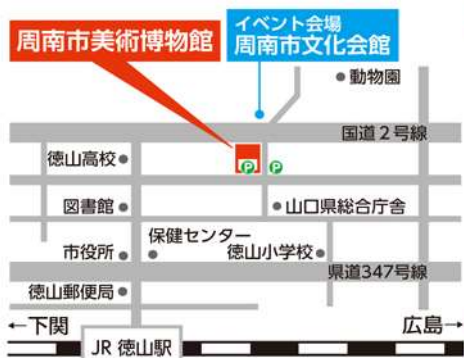 イベント会場
周南市文化会館
周南市美術博物館
動物園
国道2号線
徳山高校
P
P
図書館
山口県総合庁舎
保健センター
市役所
徳山小学校
県道347号線
徳山郵便局
←下関
広島→
JR 徳山駅